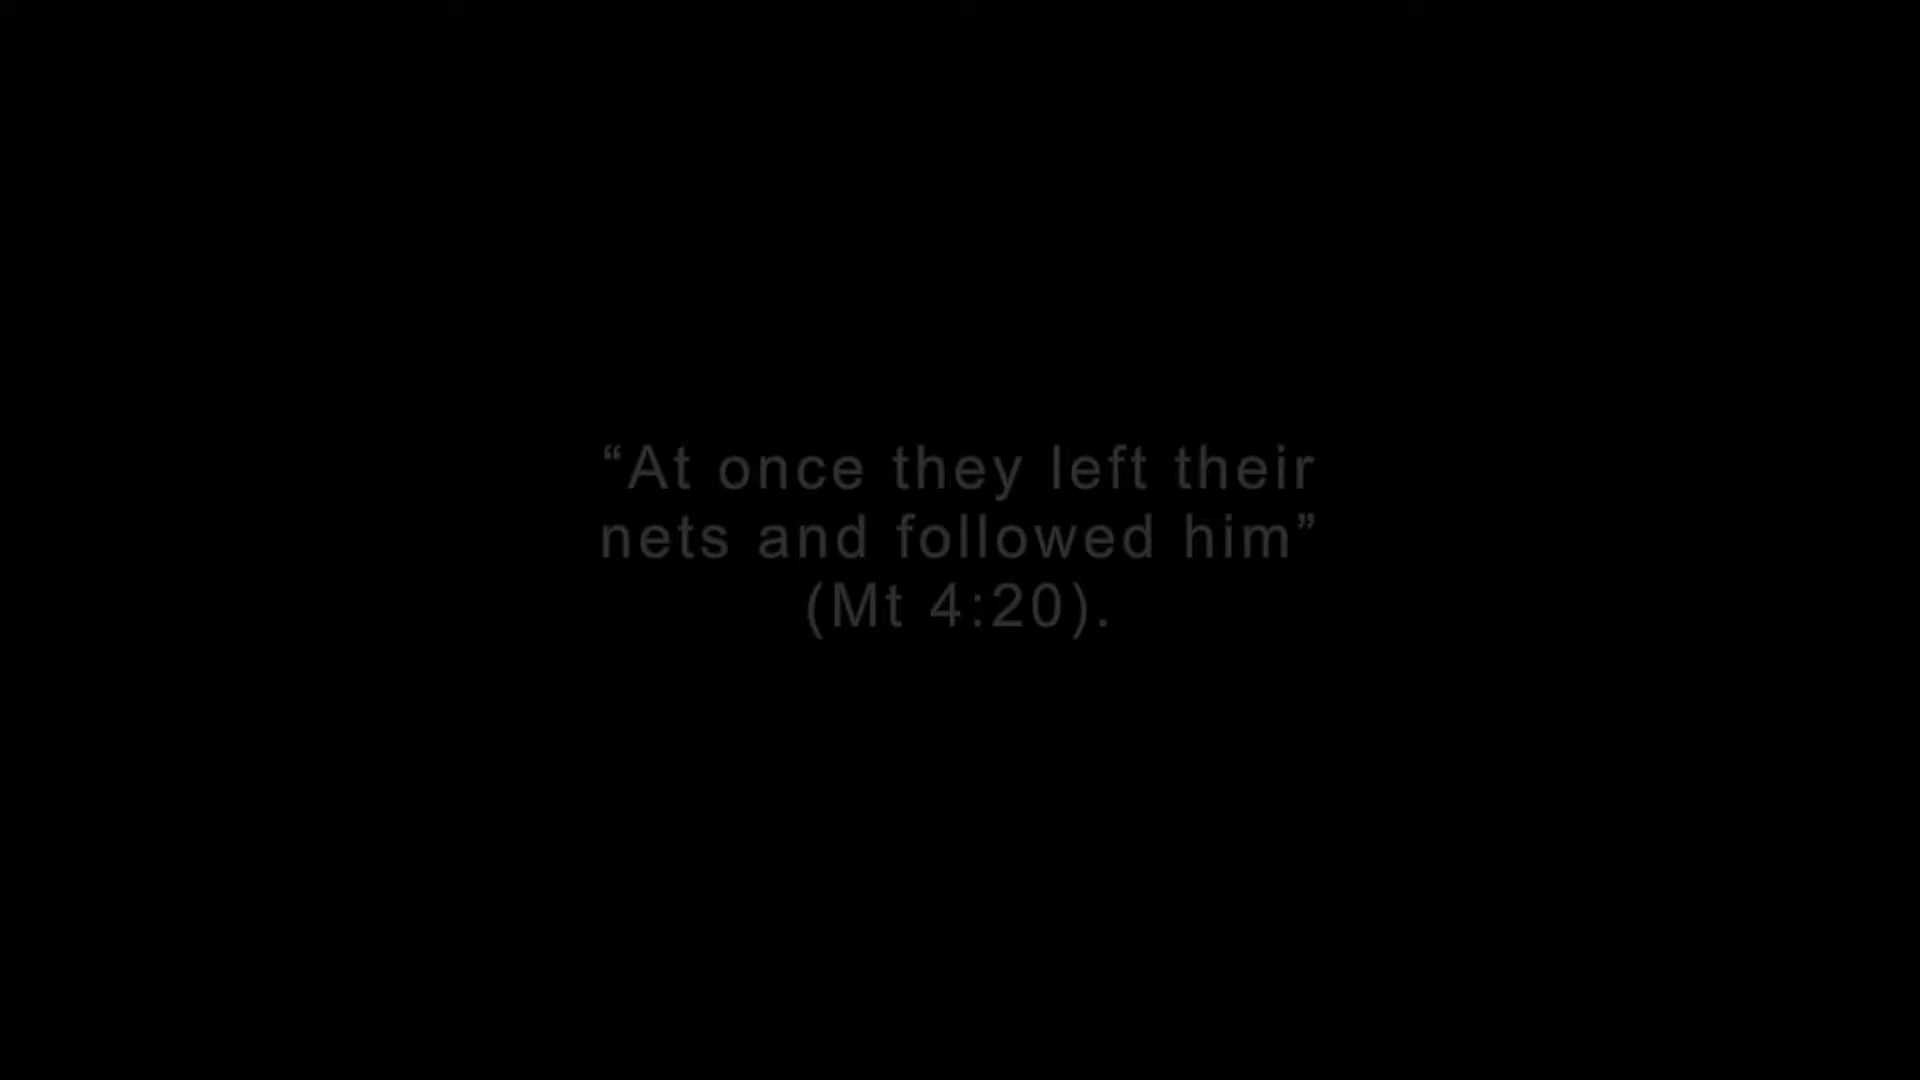 “At once they left their
nets and followed him”
(Mt 4:20).